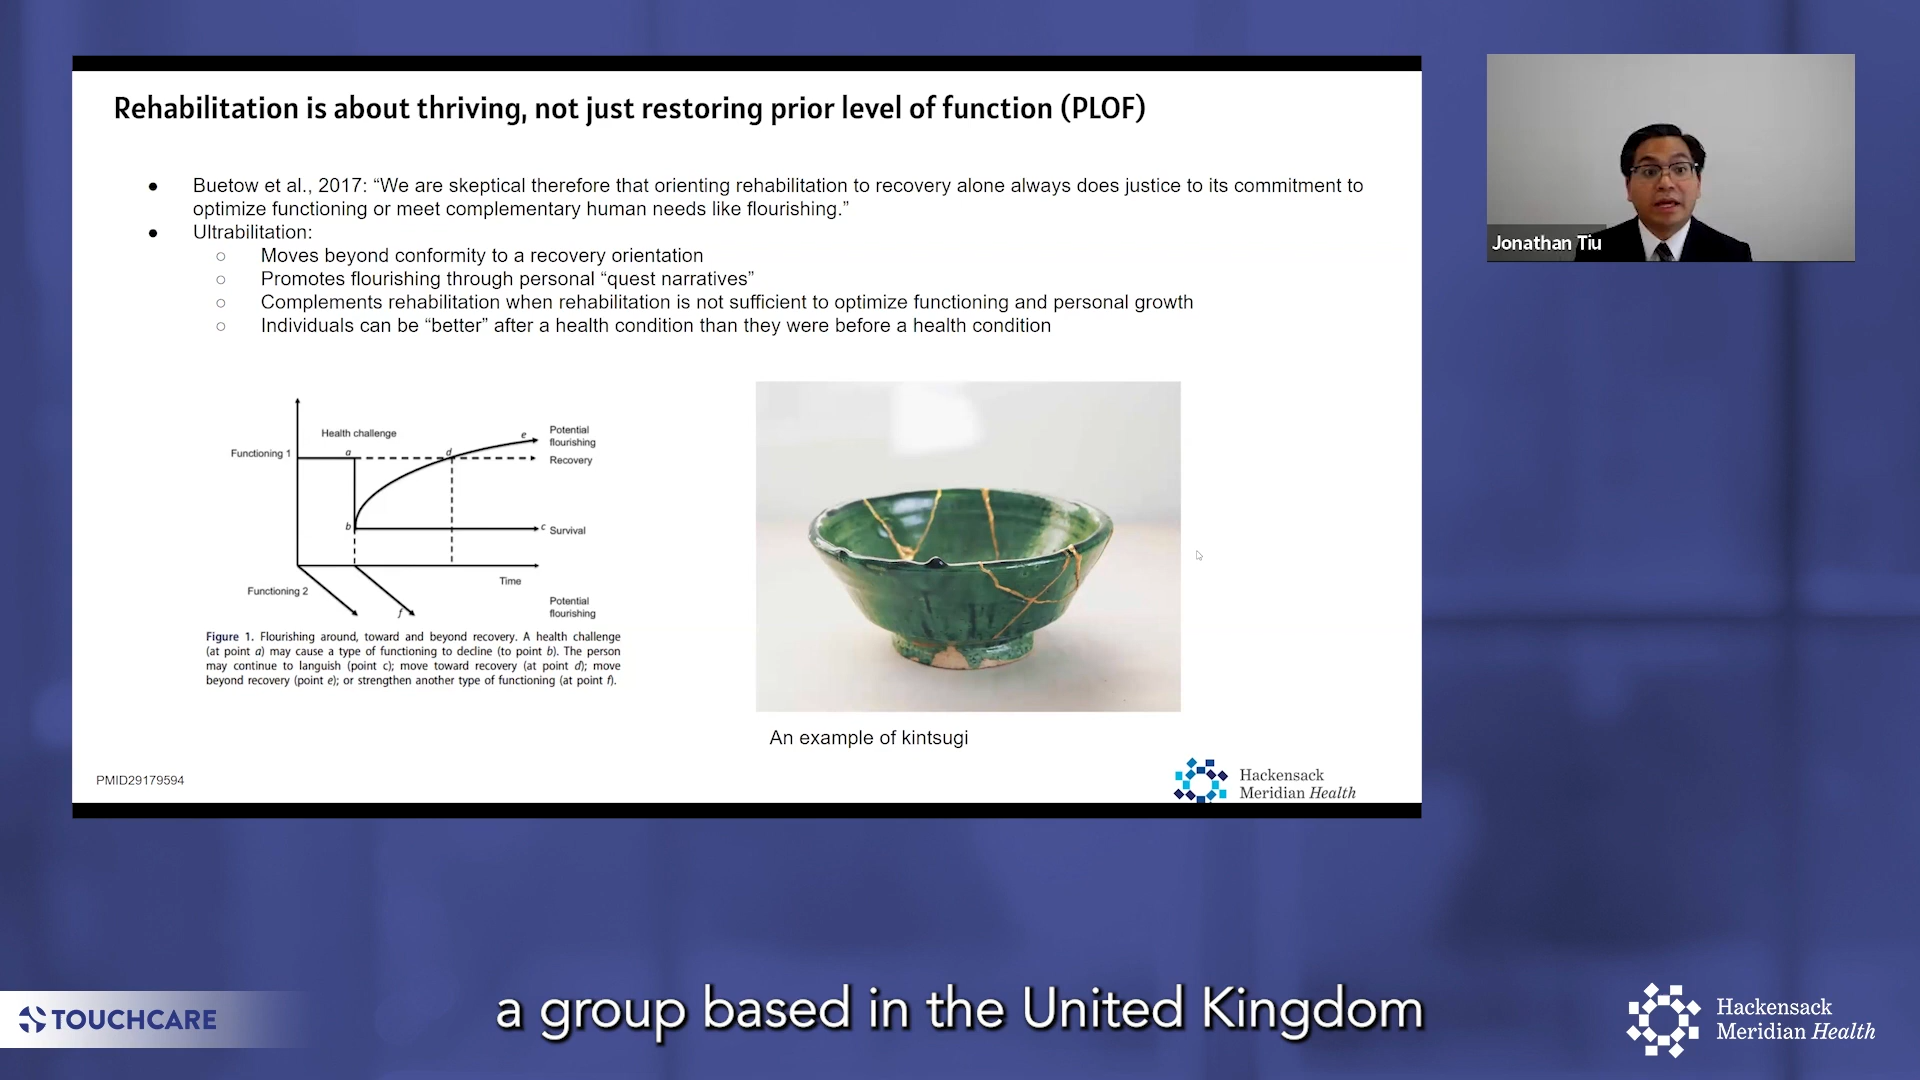 Rehabilitation is about thriving, not just restoring prior level of function (PLOF)
● Buetow et al., 2017: “We are skeptical therefore that orienting rehabilitation to recovery alone always does justice to its commitment to
optimize functioning or meet complementary human needs like flourishing.”
● Ultrabilitation:
○ Moves beyond conformity to a recovery orientation
○ Promotes flourishing through personal “quest narratives”
○ Complements rehabilitation when rehabilitation is not sufficient to optimize functioning and personal growth
○ Individuals can be “better” after a health condition than they were before a health condition
Health challenge
Functioning 1
a
d
e
Potential
flourishing
Recovery
b
c
Survival
Time
Functioning 2
f
Potential
flourishing
Figure 1. Flourishing around, toward and beyond recovery. A health challenge
(at point a) may cause a type of functioning to decline (to point b). The person
may continue to languish (point c); move toward recovery (at point d); move
beyond recovery (point e); or strengthen another type of functioning (at point f).
An example of kintsugi
PMID29179594
Hackensack
Meridian Health
Jonathan Tiu
a group based in the United Kingdom
TOUCHCARE
Hackensack
Meridian Health